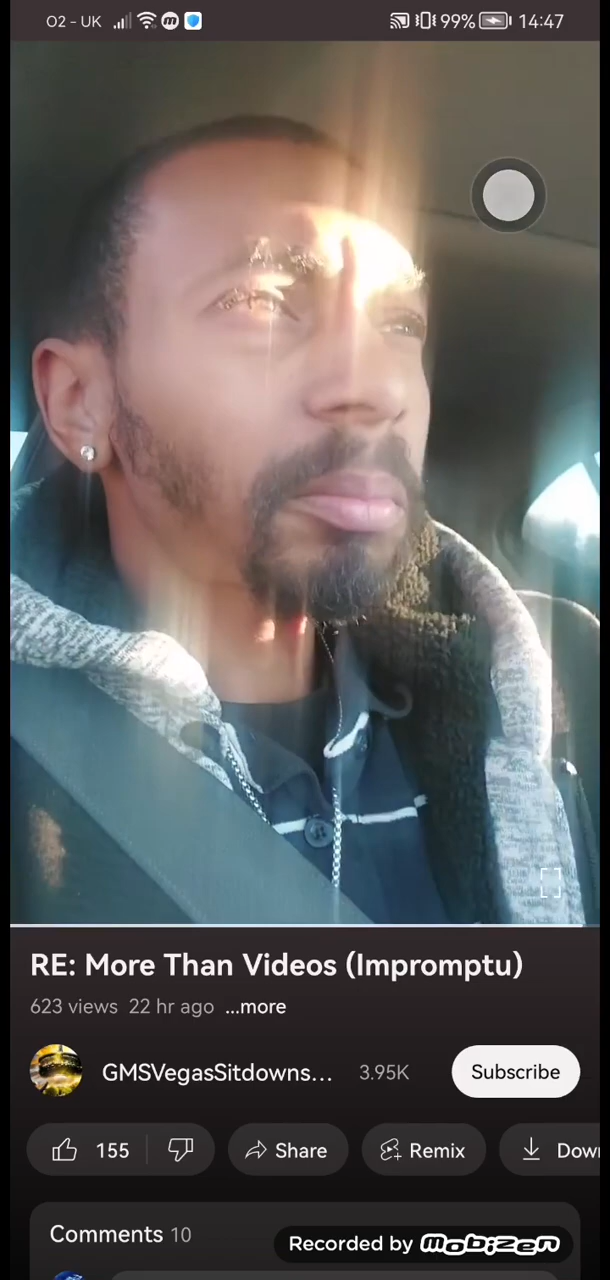 O2 - UK 99% 14:47
RE: More Than Videos (Impromptu)
623 views 22 hr ago ...more
GMSVegasSitdowns... 3.95K Subscribe
155 Share Remix Dow
Comments 10
Recorded by mobizen